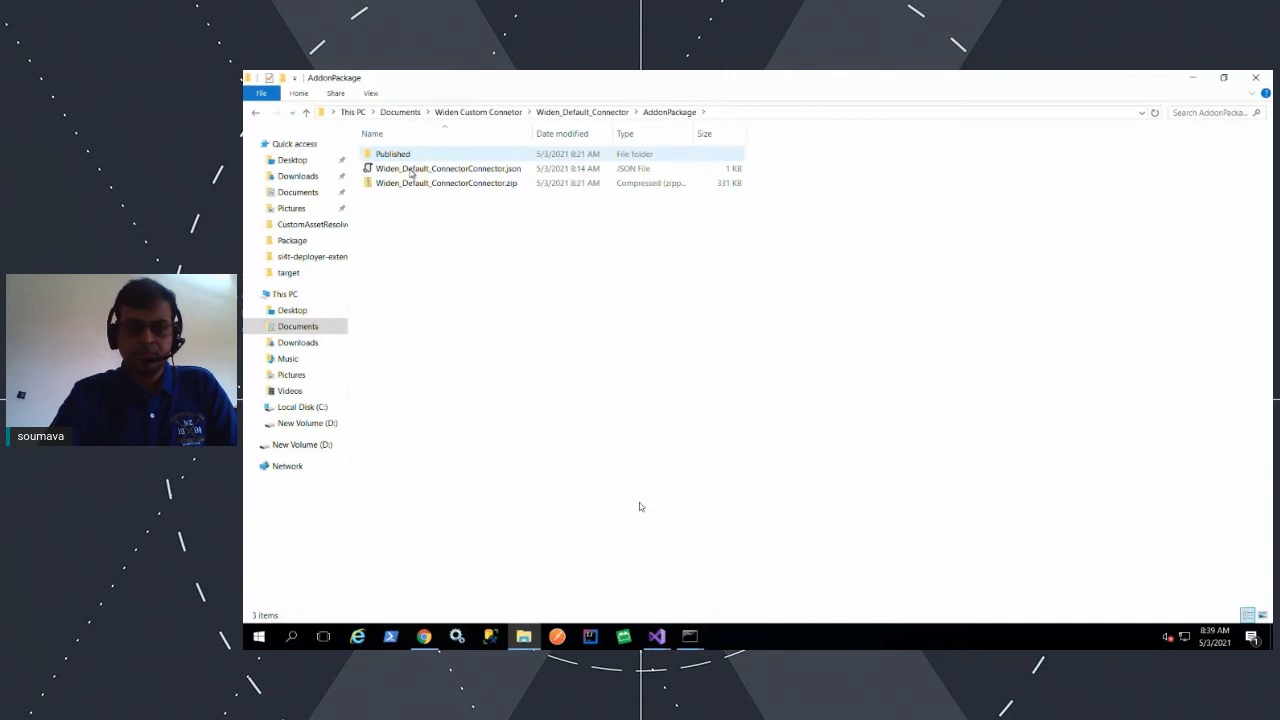 AddonPackage
File
Home
Share
View
This PC
Documents
Widen Custom Connetor
Widen_Default_Connector
AddonPackage
Search AddonPacka...
Name
Date modified
Type
Size
Published
5/3/2021 8:21 AM
File folder
Widen_Default_ConnectorConnector.json
5/3/2021 8:14 AM
JSON File
1 KB
Widen_Default_ConnectorConnector.zip
5/3/2021 8:21 AM
Compressed (zipp...
331 KB
Quick access
Desktop
Downloads
Documents
Pictures
CustomAssetResolve
Package
si4t-deployer-exten
target
This PC
Desktop
Documents
Downloads
Music
Pictures
Videos
Local Disk (C:)
New Volume (D:)
New Volume (D:)
Network
soumava
3 items
8:39 AM
5/3/2021